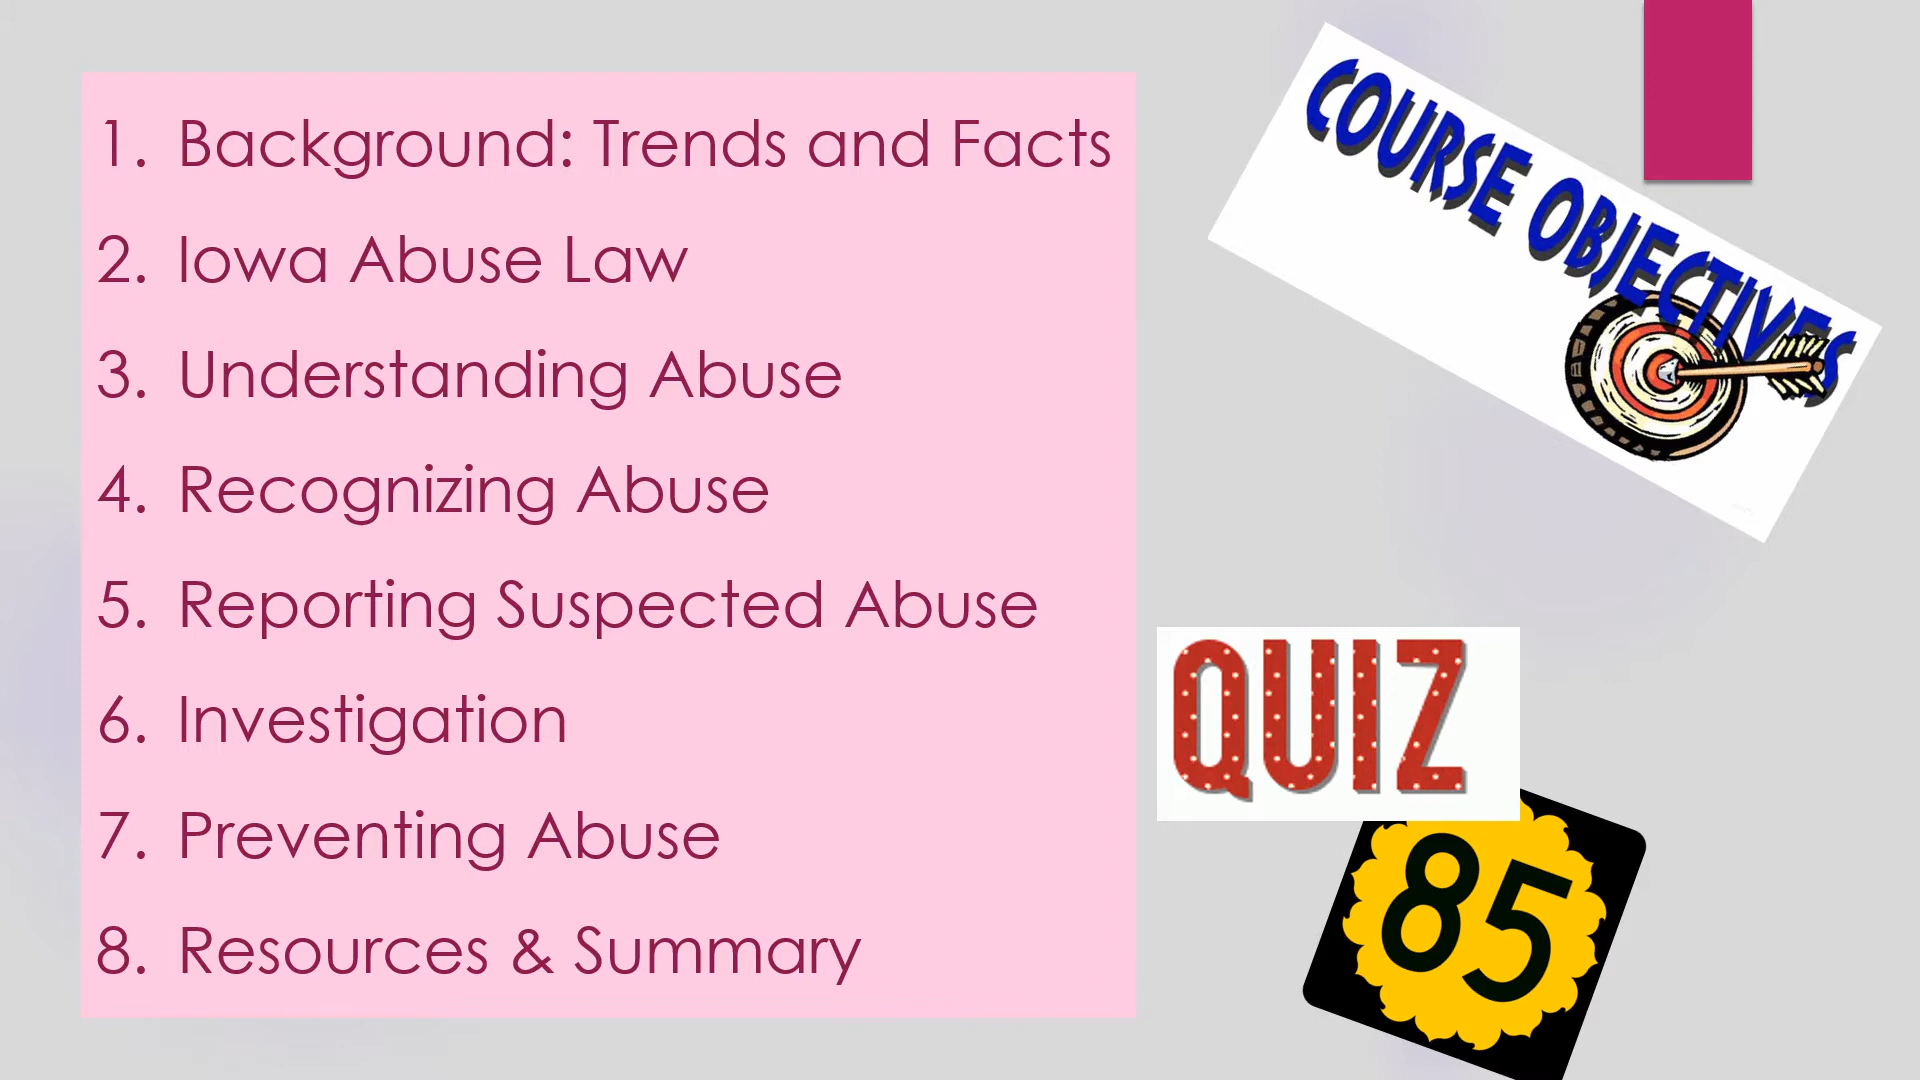 1. Background: Trends and Facts
2. Iowa Abuse Law
3. Understanding Abuse
4. Recognizing Abuse
5. Reporting Suspected Abuse
6. Investigation
7. Preventing Abuse
8. Resources & Summary
COURSE OBJECTIVES
QUIZ
85